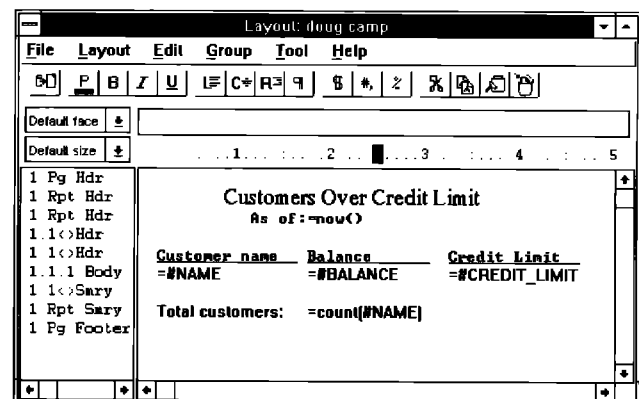 Layout: doug camp
File Layout Edit Group Tool Help
P B I U L C R ¶ $ #, %
Default face
Default size
1 2 3 4 5
1 Pg Hdr
1 Rpt Hdr
1 Rpt Hdr
1.1<>Hdr
1 1<>Hdr
1.1.1 Body
1 1<>Smry
1 Rpt Smry
1 Pg Footer
Customers Over Credit Limit
As of:=now()
Customer name Balance Credit Limit
=#NAME =#BALANCE =#CREDIT_LIMIT
Total customers: =count(#NAME)